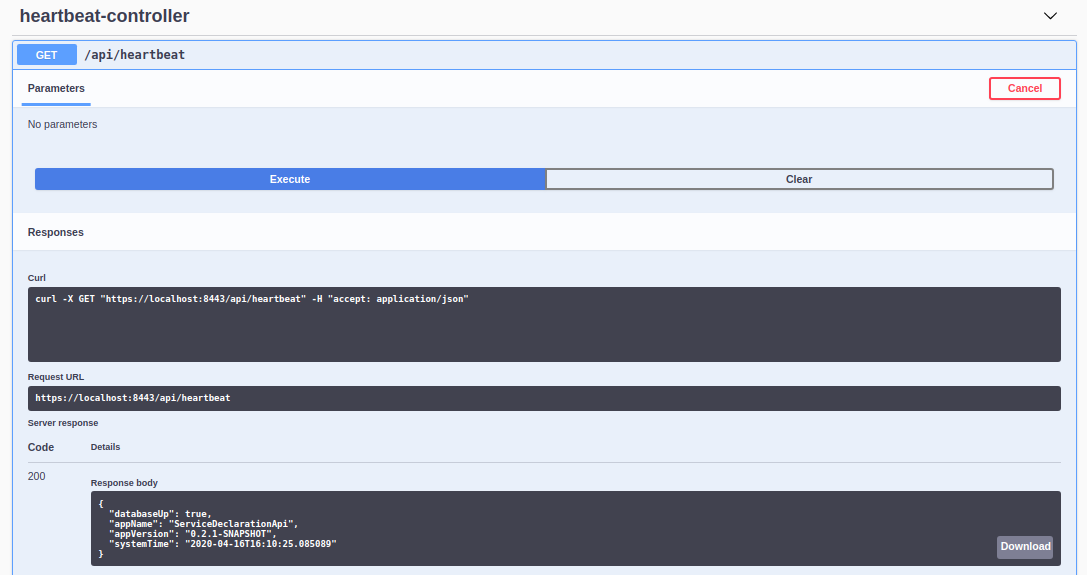 heartbeat-controller
GET /api/heartbeat
Parameters Cancel
No parameters
Execute Clear
Responses
Curl
curl -X GET "https://localhost:8443/api/heartbeat" -H "accept: application/json"
Request URL
https://localhost:8443/api/heartbeat
Server response
Code Details
200
Response body
{
"databaseUp": true,
"appName": "ServiceDeclarationApi",
"appVersion": "0.2.1-SNAPSHOT",
"systemTime": "2020-04-16T16:10:25.085089"
}
Download